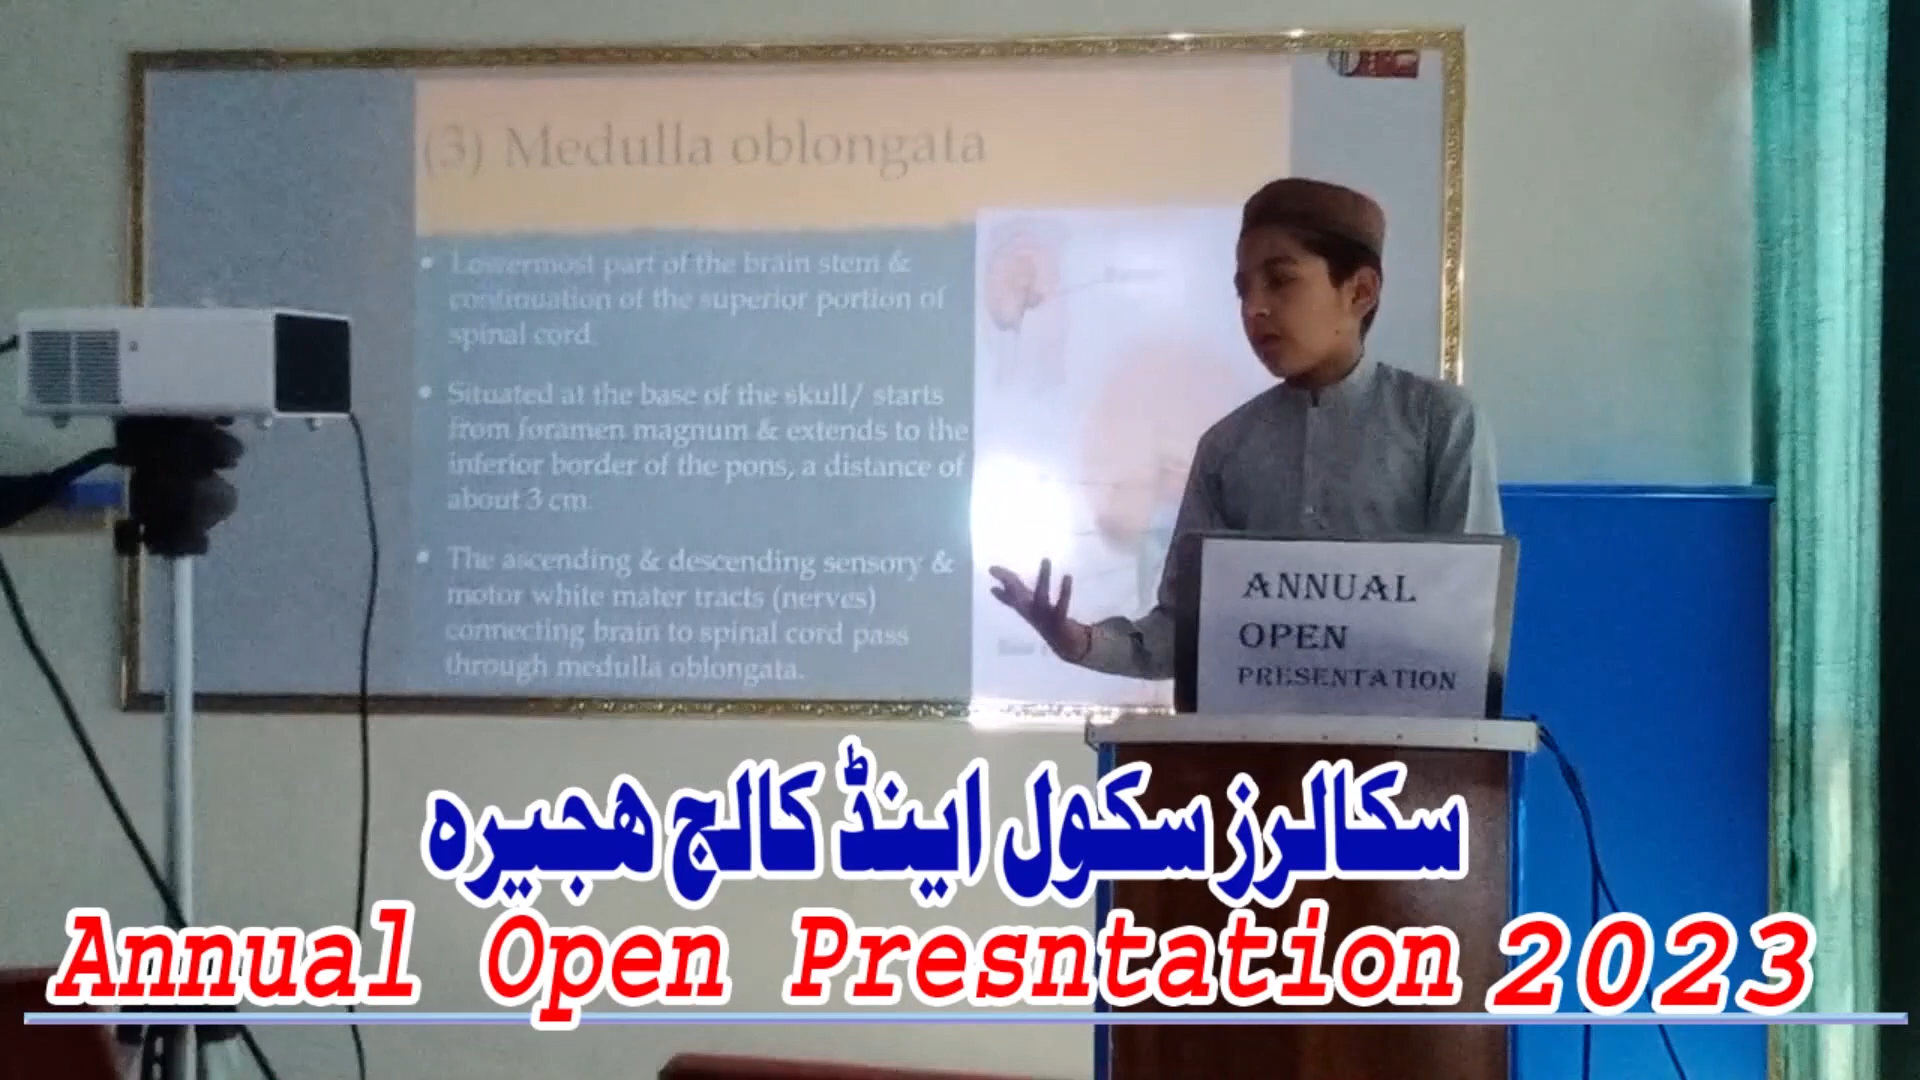 (3) Medulla oblongata
• Lowermost part of the brain stem &
continuation of the superior portion of
spinal cord.
• Situated at the base of the skull/ starts
from foramen magnum & extends to the
inferior border of the pons, a distance of
about 3 cm.
• The ascending & descending sensory &
motor white mater tracts (nerves)
connecting brain to spinal cord pass
through medulla oblongata.
ANNUAL
OPEN
PRESENTATION
سکالرز سکول اینڈ کالج ھجیرہ
Annual Open Presntation 2023